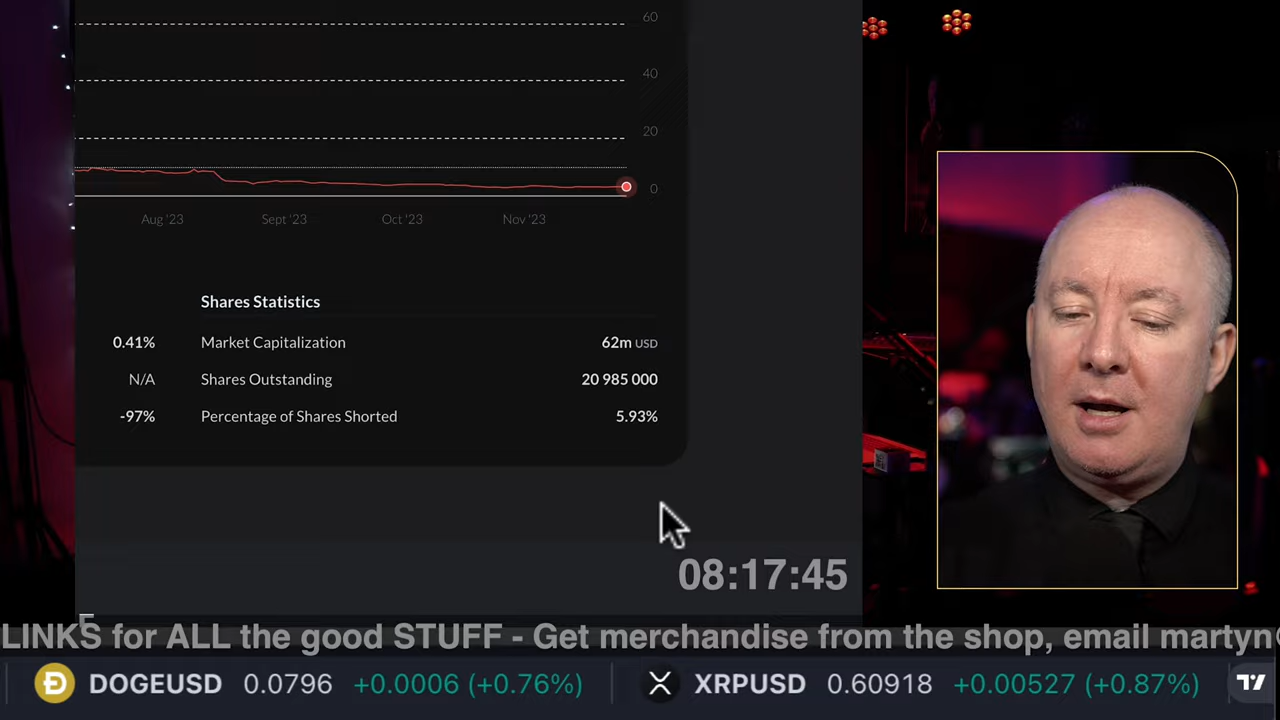 60
40
20
0
Aug '23 Sept '23 Oct '23 Nov '23
Shares Statistics
0.41% Market Capitalization 62m USD
N/A Shares Outstanding 20 985 000
-97% Percentage of Shares Shorted 5.93%
08:17:45
LINKS for ALL the good STUFF - Get merchandise from the shop, email martyn
DOGEUSD 0.0796 +0.0006 (+0.76%) XRPUSD 0.60918 +0.00527 (+0.87%)